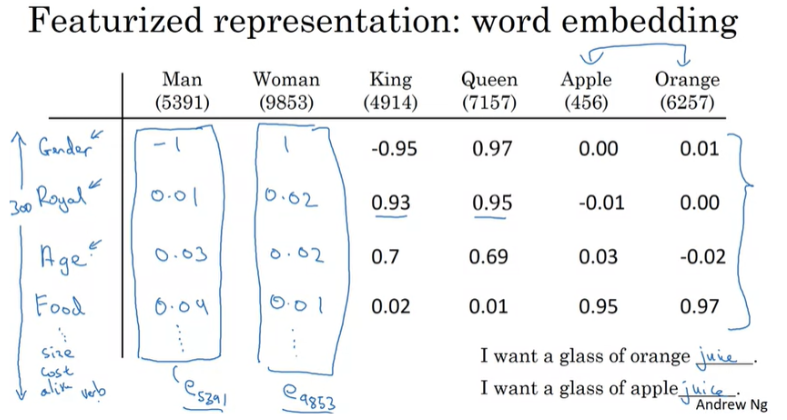 Featurized representation: word embedding
Man Woman King Queen Apple Orange
(5391) (9853) (4914) (7157) (456) (6257)
Gender -1 1 -0.95 0.97 0.00 0.01
300 Royal 0.01 0.02 0.93 0.95 -0.01 0.00
Age 0.03 0.02 0.7 0.69 0.03 -0.02
Food 0.04 0.01 0.02 0.01 0.95 0.97
size
cost
alive verb
e5391 e9853
I want a glass of orange juice.
I want a glass of apple juice.
Andrew Ng